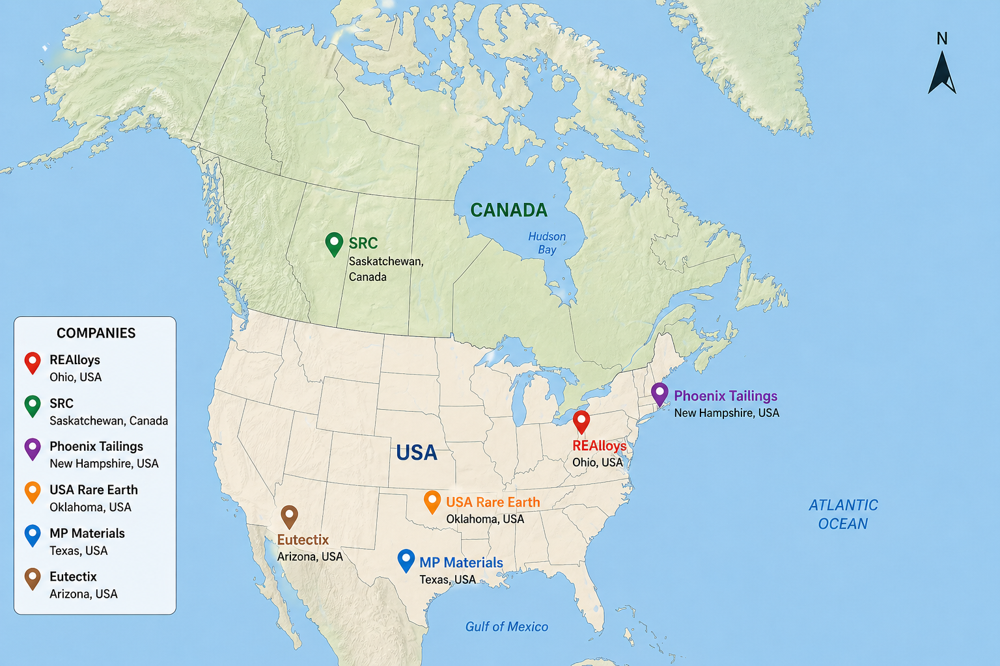 N
CANADA
Hudson
Bay
SRC
Saskatchewan,
Canada
COMPANIES
REAlloys
Ohio, USA
SRC
Saskatchewan, Canada
Phoenix Tailings
New Hampshire, USA
USA Rare Earth
Oklahoma, USA
MP Materials
Texas, USA
Eutectix
Arizona, USA
Phoenix Tailings
New Hampshire, USA
REAlloys
Ohio, USA
USA
USA Rare Earth
Oklahoma, USA
ATLANTIC
OCEAN
Eutectix
Arizona, USA
MP Materials
Texas, USA
Gulf of Mexico